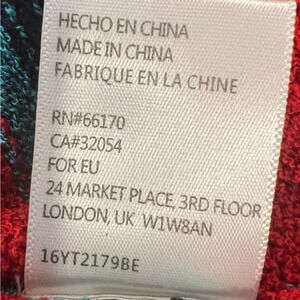 HECHO EN CHINA
MADE IN CHINA
FABRIQUE EN LA CHINE
RN#66170
CA#32054
FOR EU
24 MARKET PLACE, 3RD FLOOR
LONDON, UK W1W8AN
16YT2179BE